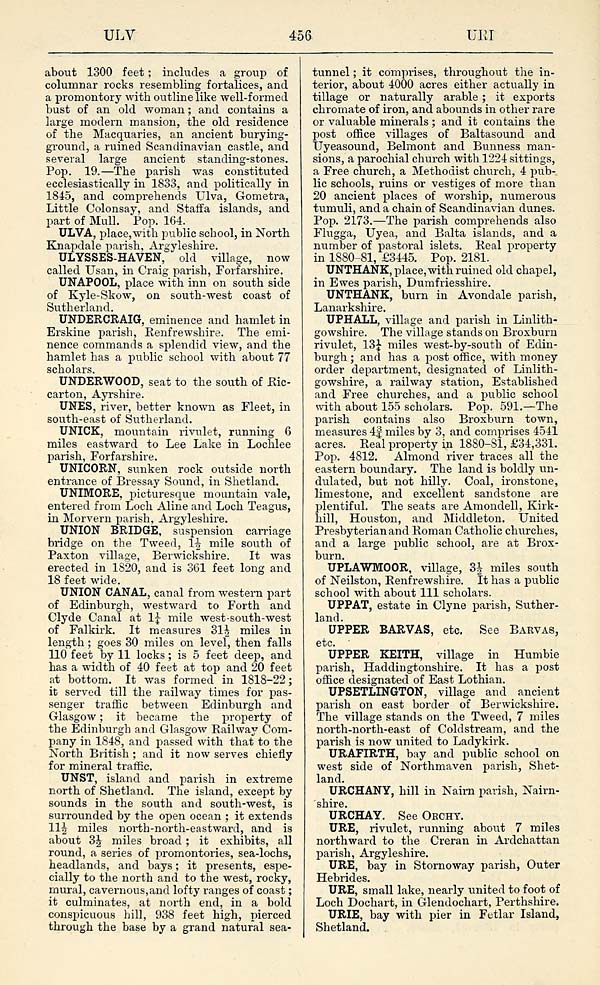 ULV
456
URI
about 1300 feet; includes a group of
columnar rocks resembling fortalices, and
a promontory with outline like well-formed
bust of an old woman; and contains a
large modern mansion, the old residence
of the Macquaries, an ancient burying-
ground, a ruined Scandinavian castle, and
several large ancient standing-stones.
Pop. 19.—The parish was constituted
ecclesiastically in 1833, and politically in
1845, and comprehends Ulva, Gometra,
Little Colonsay, and Staffa islands, and
part of Mull. Pop. 164.
ULVA, place, with public school, in North
Knapdale parish, Argyleshire.
ULYSSES-HAVEN, old village, now
called Usan, in Craig parish, Forfarshire.
UNAPOOL, place with inn on south side
of Kyle-Skow, on south-west coast of
Sutherland.
UNDERCRAIG, eminence and hamlet in
Erskine parish, Renfrewshire. The emi-
nence commands a splendid view, and the
hamlet has a public school with about 77
scholars.
UNDERWOOD, seat to the south of Ric-
carton, Ayrshire.
UNES, river, better known as Fleet, in
south-east of Sutherland.
UNICK, mountain rivulet, running 6
miles eastward to Lee Lake in Lochlee
parish, Forfarshire.
UNICORN, sunken rock outside north
entrance of Bressay Sound, in Shetland.
UNIMORE, picturesque mountain vale,
entered from Loch Aline and Loch Teagus,
in Morvern parish, Argyleshire.
UNION BRIDGE, suspension carriage
bridge on the Tweed, 1½ mile south of
Paxton village, Berwickshire. It was
erected in 1820, and is 361 feet long and
18 feet wide.
UNION CANAL, canal from western part
of Edinburgh, westward to Forth and
Clyde Canal at 1¼ mile west-south-west
of Falkirk. It measures 31½ miles in
length; goes 30 miles on level, then falls
110 feet by 11 locks; is 5 feet deep, and
has a width of 40 feet at top and 20 feet
at bottom. It was formed in 1818-22;
it served till the railway times for pas-
senger traffic between Edinburgh and
Glasgow; it became the property of
the Edinburgh and Glasgow Railway Com-
pany in 1848, and passed with that to the
North British; and it now serves chiefly
for mineral traffic.
UNST, island and parish in extreme
north of Shetland. The island, except by
sounds in the south and south-west, is
surrounded by the open ocean; it extends
11½ miles north-north-eastward, and is
about 3½ miles broad; it exhibits, all
round, a series of promontories, sea-lochs,
headlands, and bays; it presents, espe-
cially to the north and to the west, rocky,
mural, cavernous, and lofty ranges of coast;
it culminates, at north end, in a bold
conspicuous hill, 938 feet high, pierced
through the base by a grand natural sea-
tunnel; it comprises, throughout the in-
terior, about 4000 acres either actually in
tillage or naturally arable; it exports
chromate of iron, and abounds in other rare
or valuable minerals; and it contains the
post office villages of Baltasound and
Uyeasound, Belmont and Bunness man-
sions, a parochial church with 1224 sittings,
a Free church, a Methodist church, 4 pub-
lic schools, ruins or vestiges of more than
20 ancient places of worship, numerous
tumuli, and a chain of Scandinavian dunes.
Pop. 2173.—The parish comprehends also
Flugga, Uyea, and Balta islands, and a
number of pastoral islets. Real property
in 1880-81, £3445. Pop. 2181.
UNTHANK, place, with ruined old chapel,
in Ewes parish, Dumfriesshire.
UNTHANK, burn in Avondale parish,
Lanarkshire.
UPHALL, village and parish in Linlith-
gowshire. The village stands on Broxburn
rivulet, 13¼ miles west-by-south of Edin-
burgh; and has a post office, with money
order department, designated of Linlith-
gowshire, a railway station, Established
and Free churches, and a public school
with about 155 scholars. Pop. 591.—The
parish contains also Broxburn town,
measures 4¾ miles by 3, and comprises 4541
acres. Real property in 1880-81, £34,331.
Pop. 4812. Almond river traces all the
eastern boundary. The land is boldly un-
dulated, but not hilly. Coal, ironstone,
limestone, and excellent sandstone are
plentiful. The seats are Amondell, Kirk-
hill, Houston, and Middleton. United
Presbyterian and Roman Catholic churches,
and a large public school, are at Brox-
burn.
UPLAWMOOR, village, 3½ miles south
of Neilston, Renfrewshire. It has a public
school with about 111 scholars.
UPPAT, estate in Clyne parish, Suther-
land.
UPPER BARVAS, etc. See BARVAS,
etc.
UPPER KEITH, village in Humbie
parish, Haddingtonshire. It has a post
office designated of East Lothian.
UPSETLINGTON, village and ancient
parish on east border of Berwickshire.
The village stands on the Tweed, 7 miles
north-north-east of Coldstream, and the
parish is now united to Ladykirk.
URAFIRTH, bay and public school on
west side of Northmaven parish, Shet-
land.
URCHANY, hill in Nairn parish, Nairn-
shire.
URCHAY. See ORCHY.
URE, rivulet, running about 7 miles
northward to the Creran in Ardchattan
parish, Argyleshire.
URE, bay in Stornoway parish, Outer
Hebrides.
URE, small lake, nearly united to foot of
Loch Dochart, in Glendochart, Perthshire.
URIE, bay with pier in Fetlar Island,
Shetland.